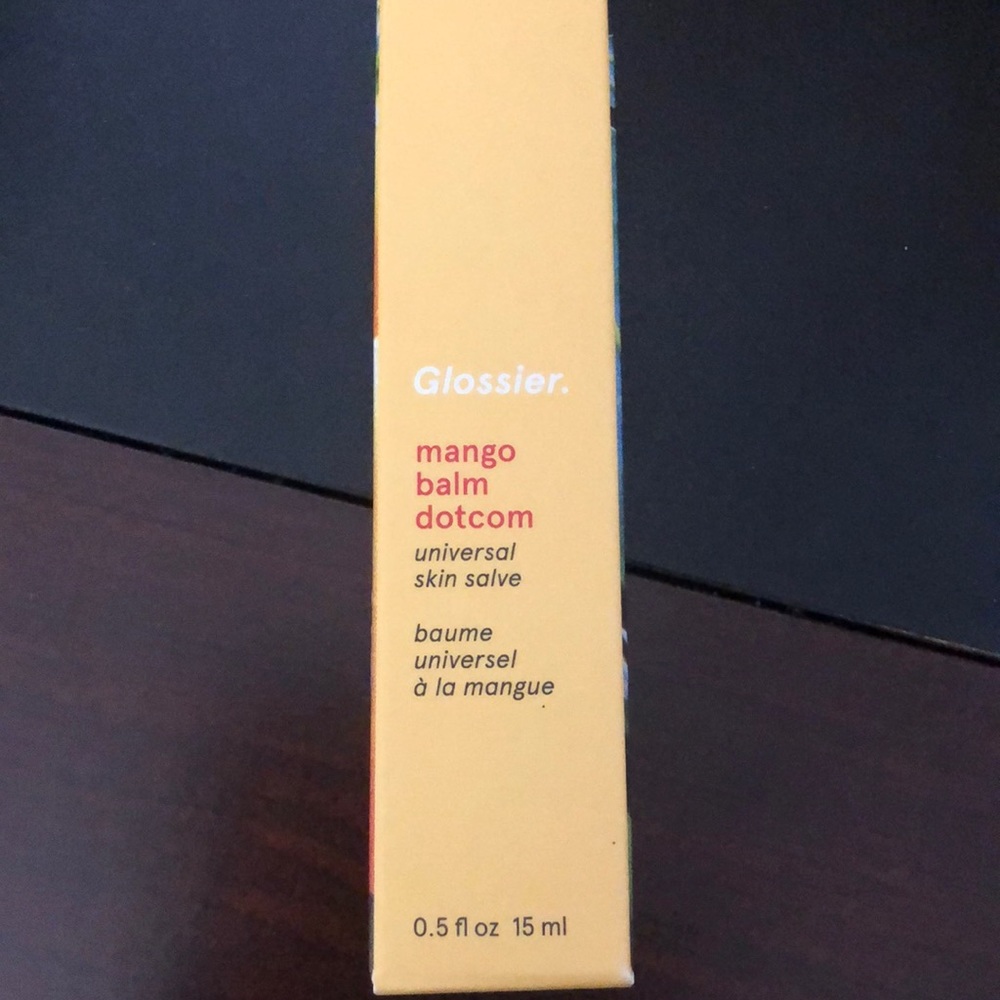 Glossier.
mango
balm
dotcom
universal
skin salve
baume
universel
à la mangue
0.5 fl oz 15 ml